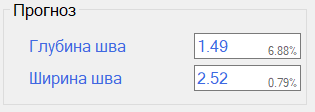 Прогноз
Глубина шва 1.49 6.88%
Ширина шва 2.52 0.79%